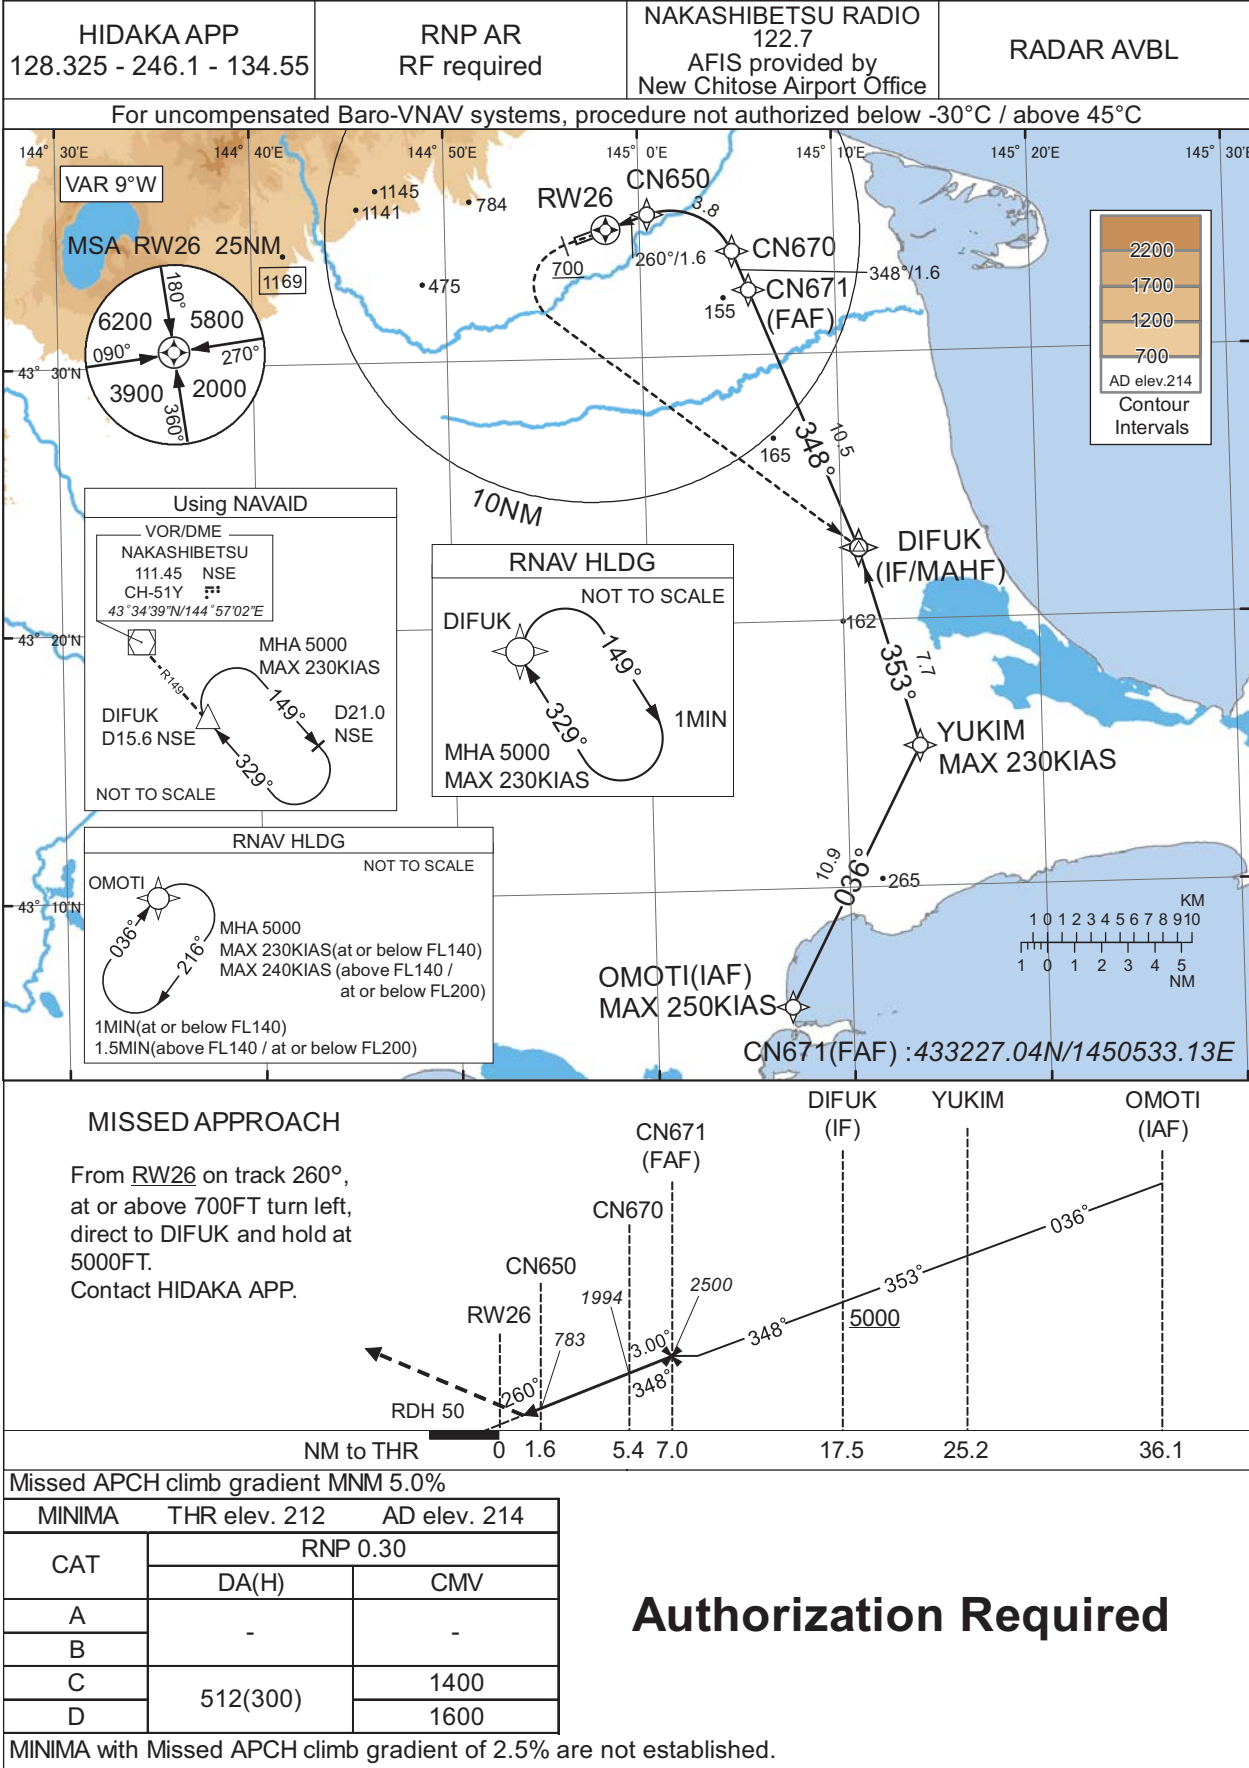 HIDAKA APP
128.325 - 246.1 - 134.55
RNP AR
RF required
NAKASHIBETSU RADIO
122.7
AFIS provided by
New Chitose Airport Office
RADAR AVBL
For uncompensated Baro-VNAV systems, procedure not authorized below -30°C / above 45°C
144° 30'E
144° 40'E
144° 50'E
145° 0'E
145° 10'E
145° 20'E
145° 30'E
VAR 9°W
1145
1141
784
RW26
CN650
3.8
MSA RW26 25NM
1169
475
700
260°/1.6
CN670
348°/1.6
CN671
(FAF)
155
180°
6200
5800
090°
270°
3900
2000
360°
43° 30'N
2200
1700
1200
700
AD elev.214
Contour
Intervals
348°
10.5
165
10NM
Using NAVAID
VOR/DME
NAKASHIBETSU
111.45 NSE
CH-51Y
43°34'39"N/144°57'02"E
R149
MHA 5000
MAX 230KIAS
149°
329°
DIFUK
D15.6 NSE
D21.0
NSE
NOT TO SCALE
RNAV HLDG
NOT TO SCALE
DIFUK
149°
329°
1MIN
MHA 5000
MAX 230KIAS
DIFUK
(IF/MAHF)
43° 20'N
162
353°
7.7
YUKIM
MAX 230KIAS
RNAV HLDG
NOT TO SCALE
OMOTI
036°
216°
MHA 5000
MAX 230KIAS(at or below FL140)
MAX 240KIAS (above FL140 /
at or below FL200)
1MIN(at or below FL140)
1.5MIN(above FL140 / at or below FL200)
43° 10'N
10.9
036°
265
KM
1 0 1 2 3 4 5 6 7 8 9 10
1 0 1 2 3 4 5
NM
OMOTI(IAF)
MAX 250KIAS
CN671(FAF) :433227.04N/1450533.13E
MISSED APPROACH
From RW26 on track 260°,
at or above 700FT turn left,
direct to DIFUK and hold at
5000FT.
Contact HIDAKA APP.
DIFUK
(IF)
YUKIM
OMOTI
(IAF)
CN671
(FAF)
CN670
CN650
RW26
1994
783
2500
3.00°
348°
260°
348°
353°
036°
5000
RDH 50
NM to THR
0 1.6 5.4 7.0 17.5 25.2 36.1
Missed APCH climb gradient MNM 5.0%
MINIMA THR elev. 212 AD elev. 214
CAT
RNP 0.30
DA(H) CMV
A
B
- -
C
D
512(300)
1400
1600
Authorization Required
MINIMA with Missed APCH climb gradient of 2.5% are not established.